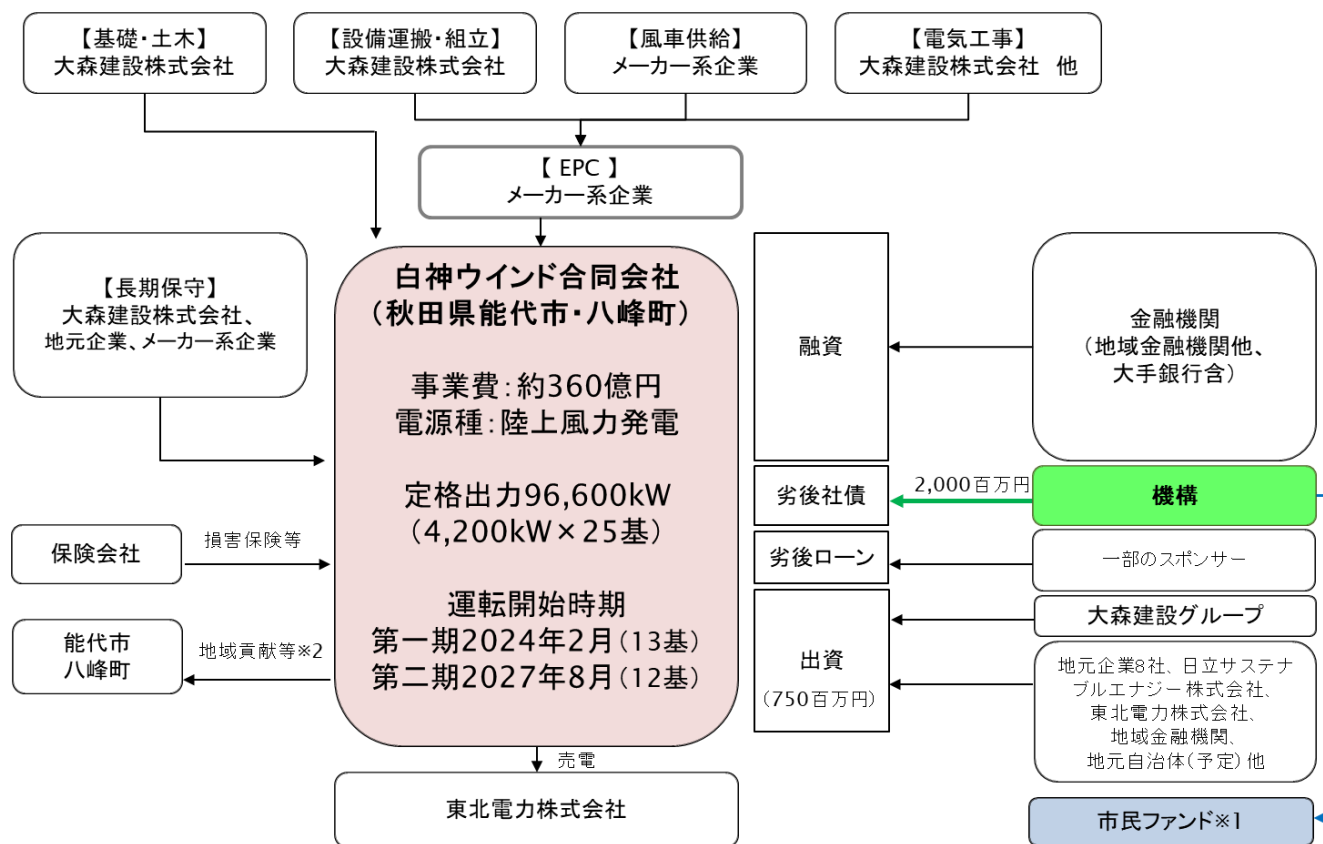 【基礎・土木】
大森建設株式会社
【設備運搬・組立】
大森建設株式会社
【風車供給】
メーカー系企業
【電気工事】
大森建設株式会社 他
【 EPC 】
メーカー系企業
【長期保守】
大森建設株式会社、
地元企業、メーカー系企業
保険会社
損害保険等
能代市
八峰町
地域貢献等※2
白神ウインド合同会社
（秋田県能代市・八峰町）
事業費：約360億円
電源種：陸上風力発電
定格出力96,600kW
（4,200kW×25基）
運転開始時期
第一期2024年2月（13基）
第二期2027年8月（12基）
売電
東北電力株式会社
融資
劣後社債
劣後ローン
出資
（750百万円）
金融機関
（地域金融機関他、
大手銀行含）
2,000百万円
機構
一部のスポンサー
大森建設グループ
地元企業8社、日立サステナ
ブルエナジー株式会社、
東北電力株式会社、
地域金融機関、
地元自治体（予定）他
市民ファンド※1